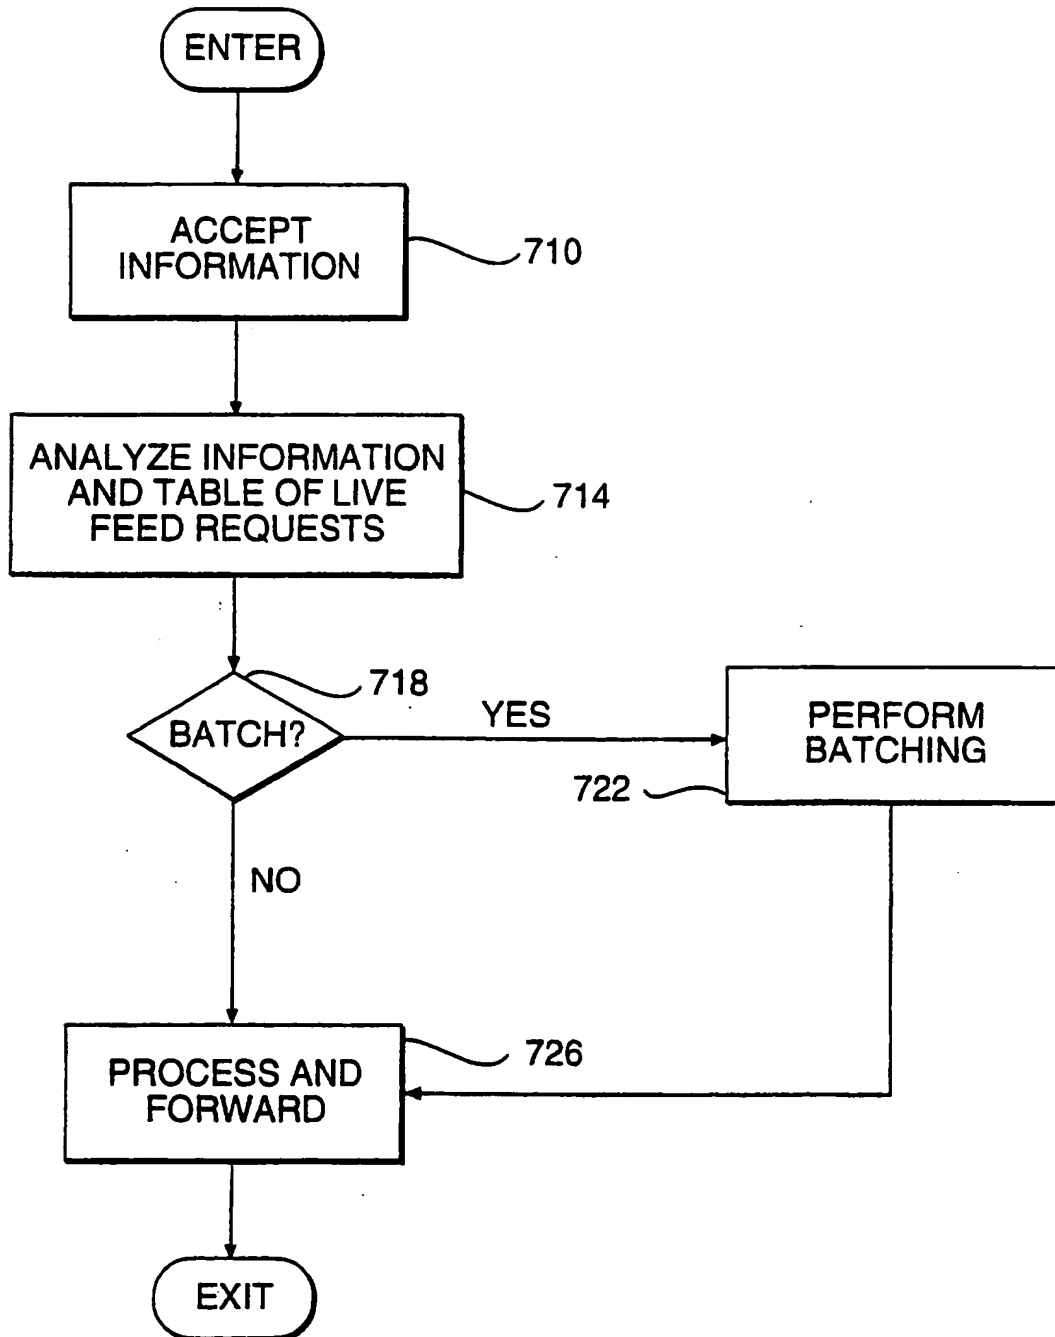 ENTER
ACCEPT
INFORMATION
710
ANALYZE INFORMATION
AND TABLE OF LIVE
FEED REQUESTS
714
718
BATCH?
YES
PERFORM
BATCHING
722
NO
726
PROCESS AND
FORWARD
EXIT